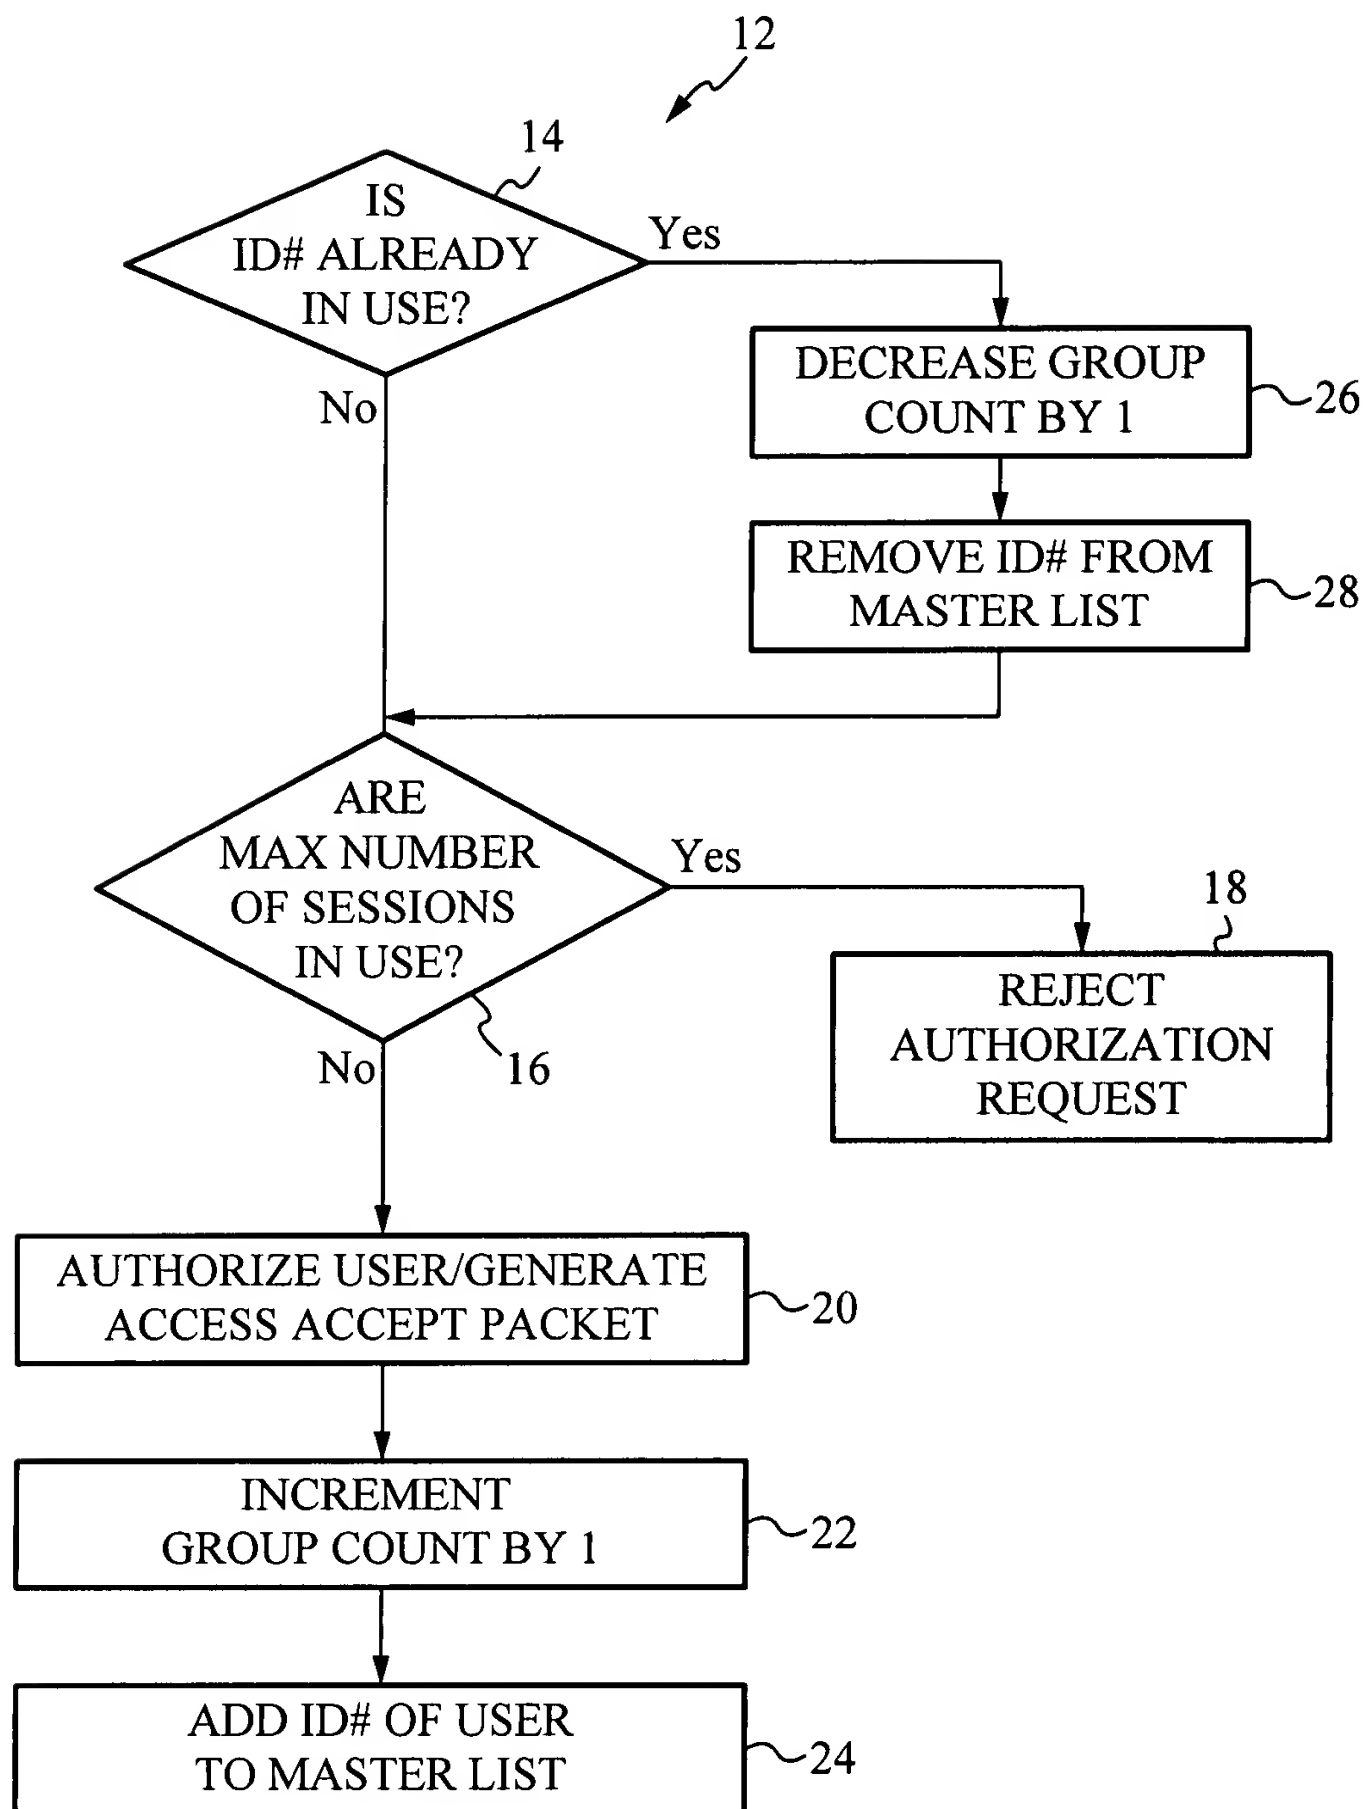 12
14
IS
ID# ALREADY
IN USE?
Yes
No
DECREASE GROUP
COUNT BY 1
26
REMOVE ID# FROM
MASTER LIST
28
ARE
MAX NUMBER
OF SESSIONS
IN USE?
Yes
No
16
18
REJECT
AUTHORIZATION
REQUEST
AUTHORIZE USER/GENERATE
ACCESS ACCEPT PACKET
20
INCREMENT
GROUP COUNT BY 1
22
ADD ID# OF USER
TO MASTER LIST
24